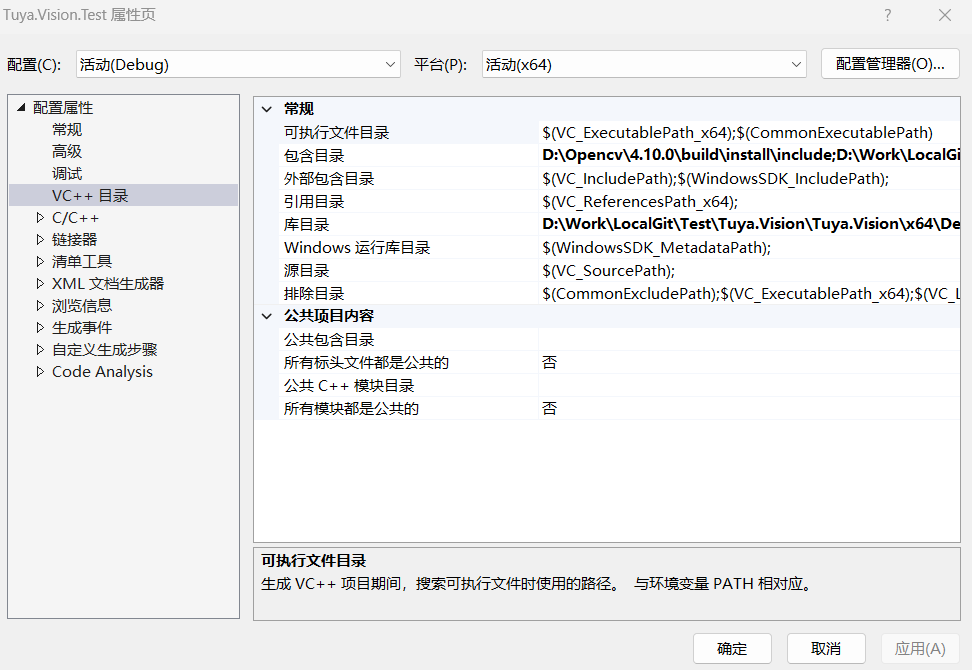 Tuya.Vision.Test 属性页
?
配置(C):
活动(Debug)
平台(P):
活动(x64)
配置管理器(O)...
配置属性
常规
高级
调试
VC++ 目录
C/C++
链接器
清单工具
XML 文档生成器
浏览信息
生成事件
自定义生成步骤
Code Analysis
常规
可执行文件目录 $(VC_ExecutablePath_x64);$(CommonExecutablePath)
包含目录 D:\Opencv\4.10.0\build\install\include;D:\Work\LocalGi
外部包含目录 $(VC_IncludePath);$(WindowsSDK_IncludePath);
引用目录 $(VC_ReferencesPath_x64);
库目录 D:\Work\LocalGit\Test\Tuya.Vision\Tuya.Vision\x64\De
Windows 运行库目录 $(WindowsSDK_MetadataPath);
源目录 $(VC_SourcePath);
排除目录 $(CommonExcludePath);$(VC_ExecutablePath_x64);$(VC_L
公共项目内容
公共包含目录
所有标头文件都是公共的 否
公共 C++ 模块目录
所有模块都是公共的 否
可执行文件目录
生成 VC++ 项目期间，搜索可执行文件时使用的路径。 与环境变量 PATH 相对应。
确定
取消
应用(A)